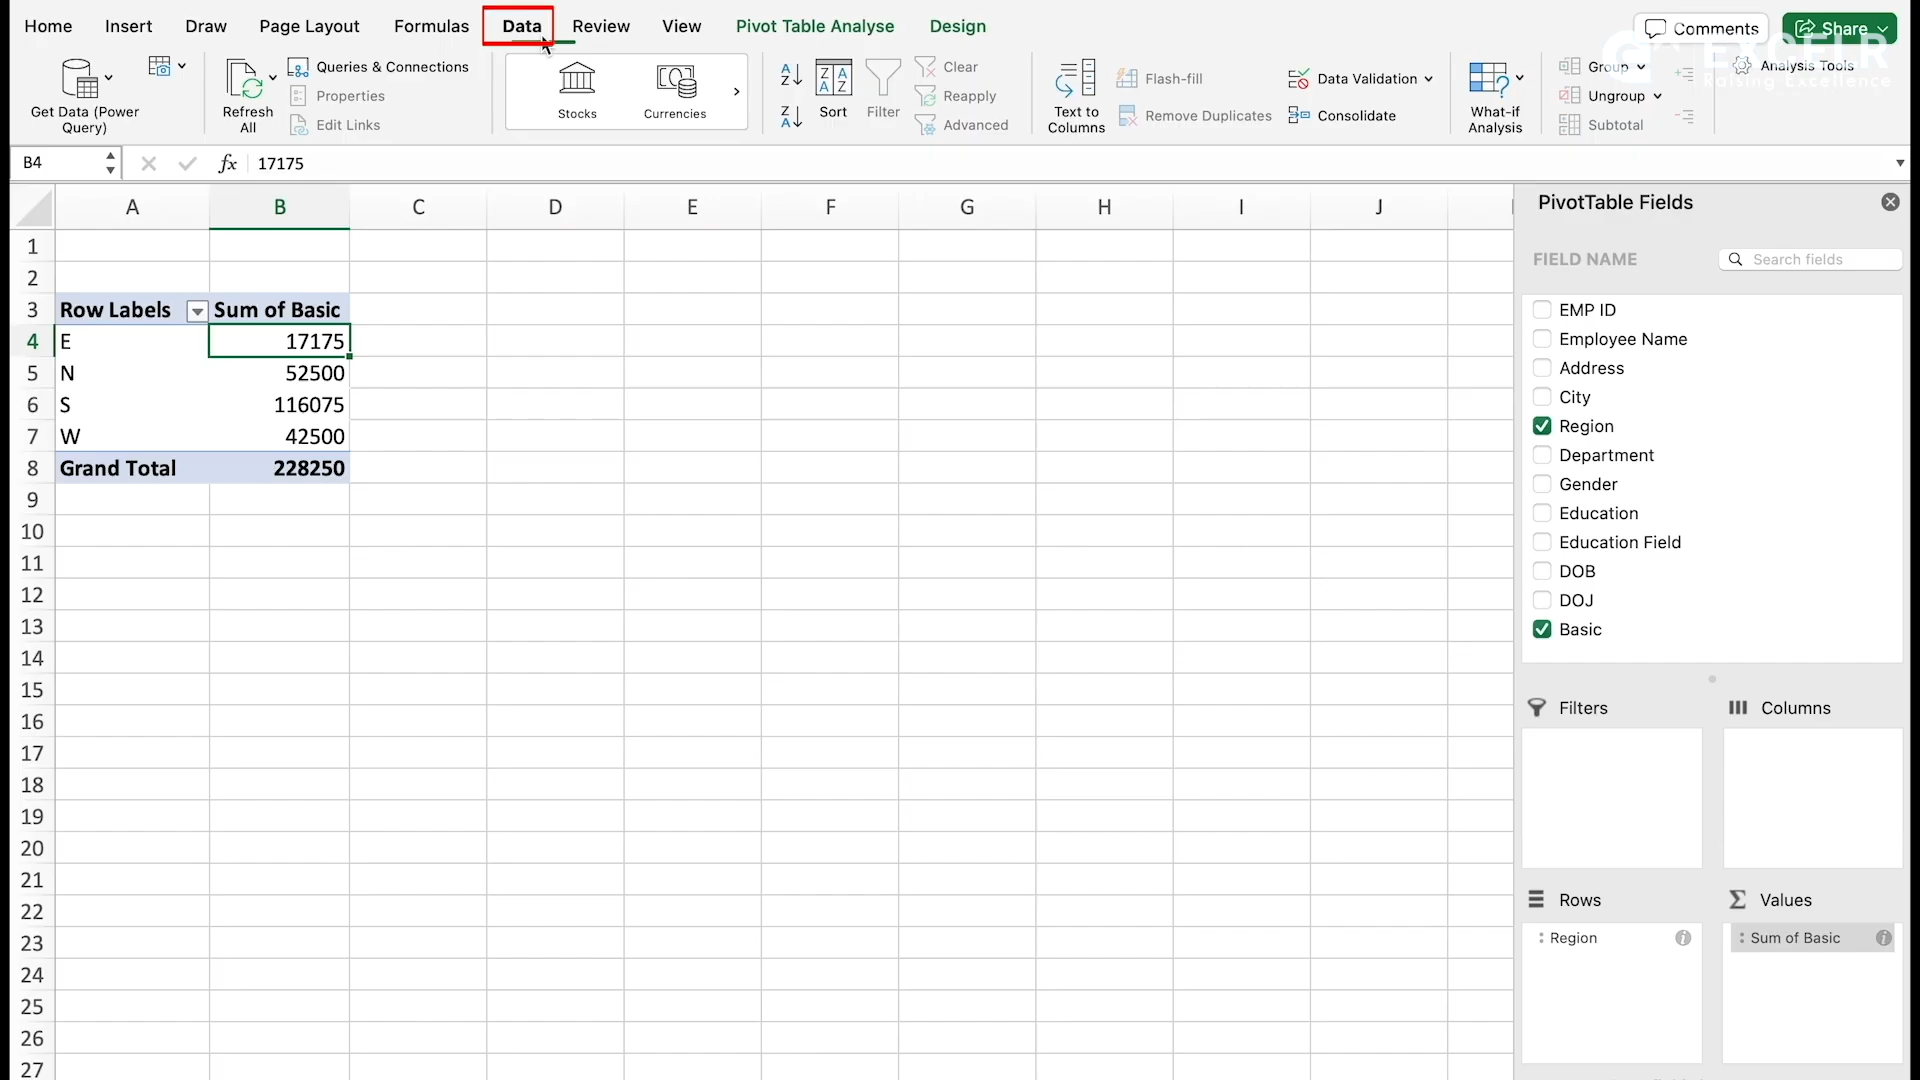 Home Insert Draw Page Layout Formulas Data Review View Pivot Table Analyse Design Comments Share
Get Data (Power Query)
Refresh All
Queries & Connections
Properties
Edit Links
Stocks
Currencies
Sort
Filter
Clear
Reapply
Advanced
Text to Columns
Flash-fill
Remove Duplicates
Data Validation
Consolidate
What-if Analysis
Group
Ungroup
Subtotal
Analysis Tools
EXCELR
Raising Excellence
B4 fx 17175
A B C D E F G H I J
1
2
3 Row Labels Sum of Basic
4 E 17175
5 N 52500
6 S 116075
7 W 42500
8 Grand Total 228250
9
10
11
12
13
14
15
16
17
18
19
20
21
22
23
24
25
26
27
PivotTable Fields
FIELD NAME Search fields
EMP ID
Employee Name
Address
City
Region
Department
Gender
Education
Education Field
DOB
DOJ
Basic
Filters Columns
Rows Values
Region Sum of Basic